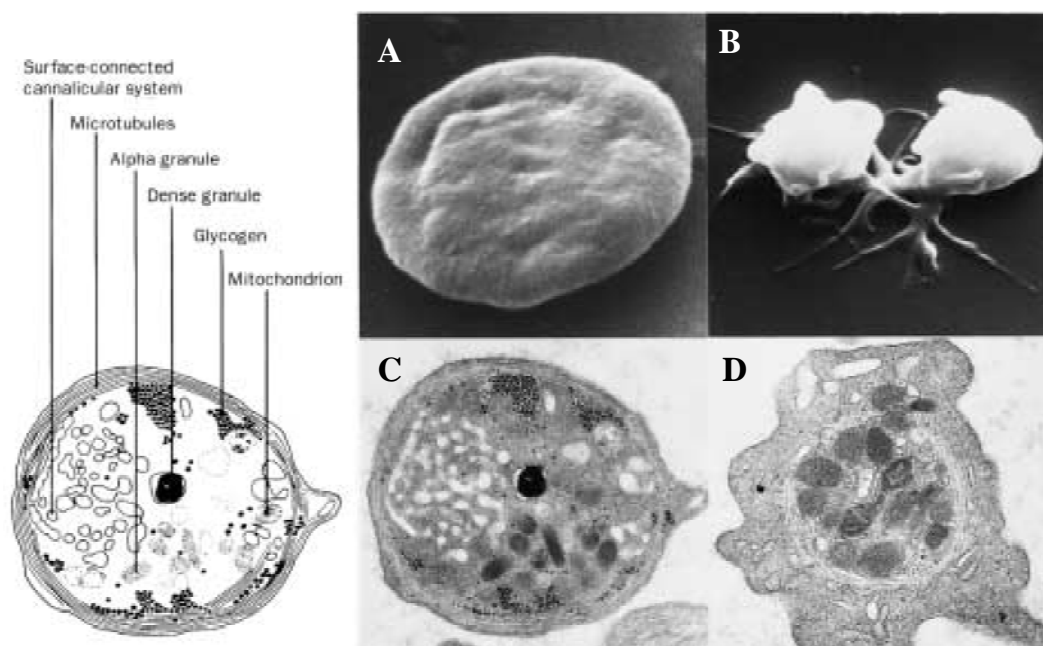 Surface-connected
cannalicular system
Microtubules
Alpha granule
Dense granule
Glycogen
Mitochondrion
A
B
C
D